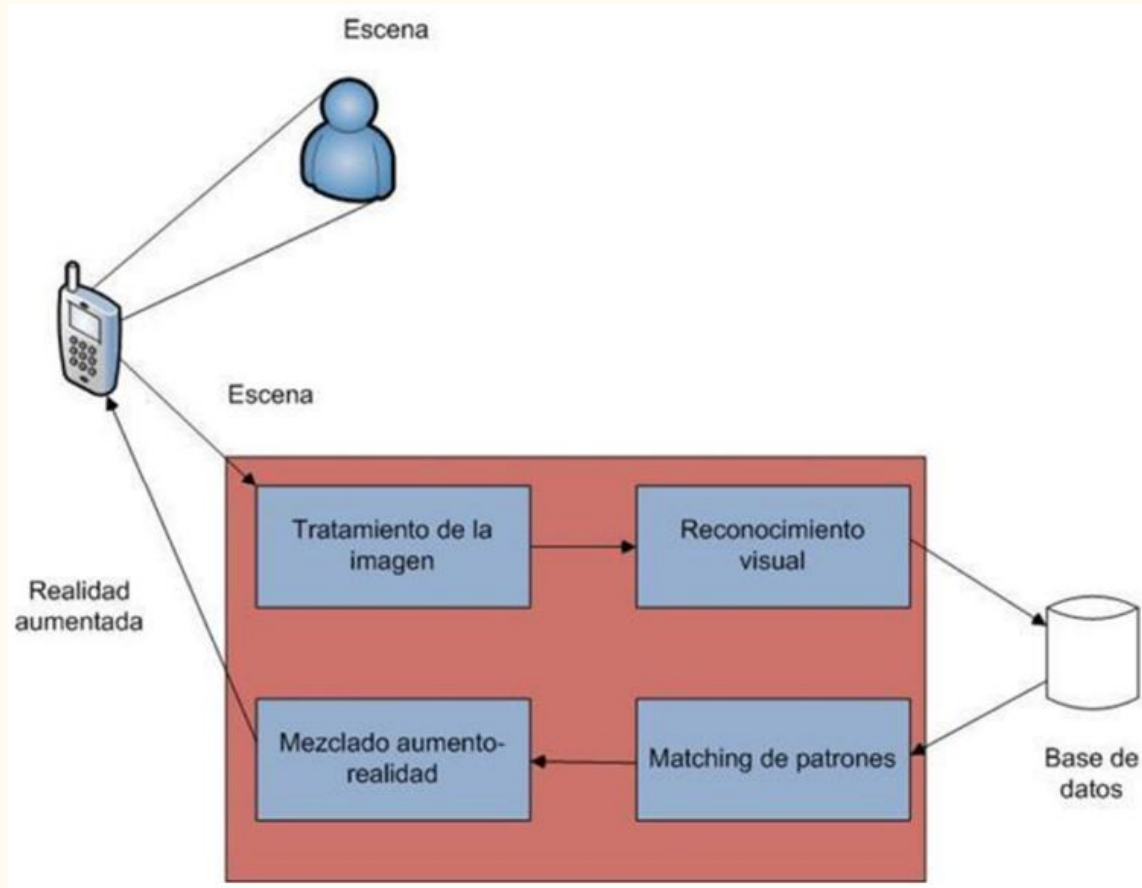 Escena
Escena
Tratamiento de la
imagen
Reconocimiento
visual
Realidad
aumentada
Mezclado aumento-
realidad
Matching de patrones
Base de
datos